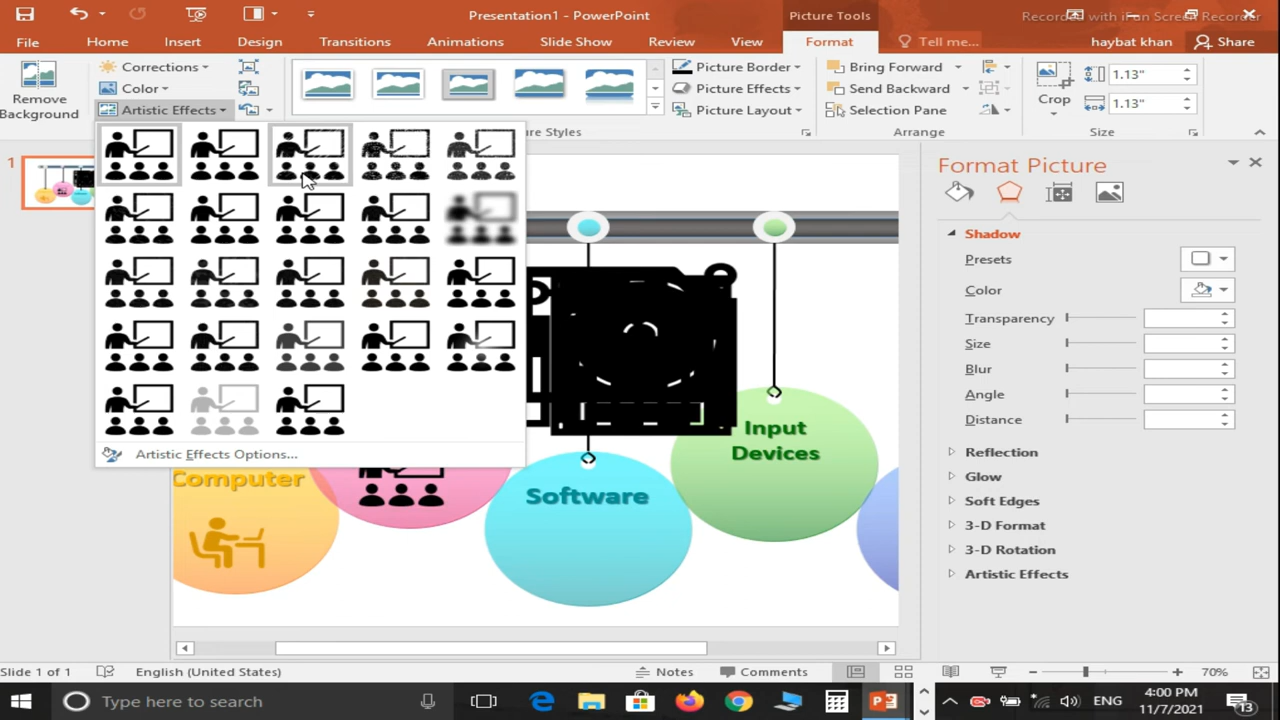 Presentation1 - PowerPoint
Picture Tools
Recorded with iFun Screen Recorder
File
Home
Insert
Design
Transitions
Animations
Slide Show
Review
View
Format
Tell me...
haybat khan
Share
Remove
Background
Corrections
Color
Artistic Effects
Picture Border
Picture Effects
Picture Layout
Bring Forward
Send Backward
Selection Pane
Crop
1.13"
1.13"
Styles
Arrange
Size
1
Artistic Effects Options...
Computer
Software
Input
Devices
Format Picture
Shadow
Presets
Color
Transparency
Size
Blur
Angle
Distance
Reflection
Glow
Soft Edges
3-D Format
3-D Rotation
Artistic Effects
Slide 1 of 1
English (United States)
Notes
Comments
70%
Type here to search
ENG
4:00 PM
11/7/2021
13